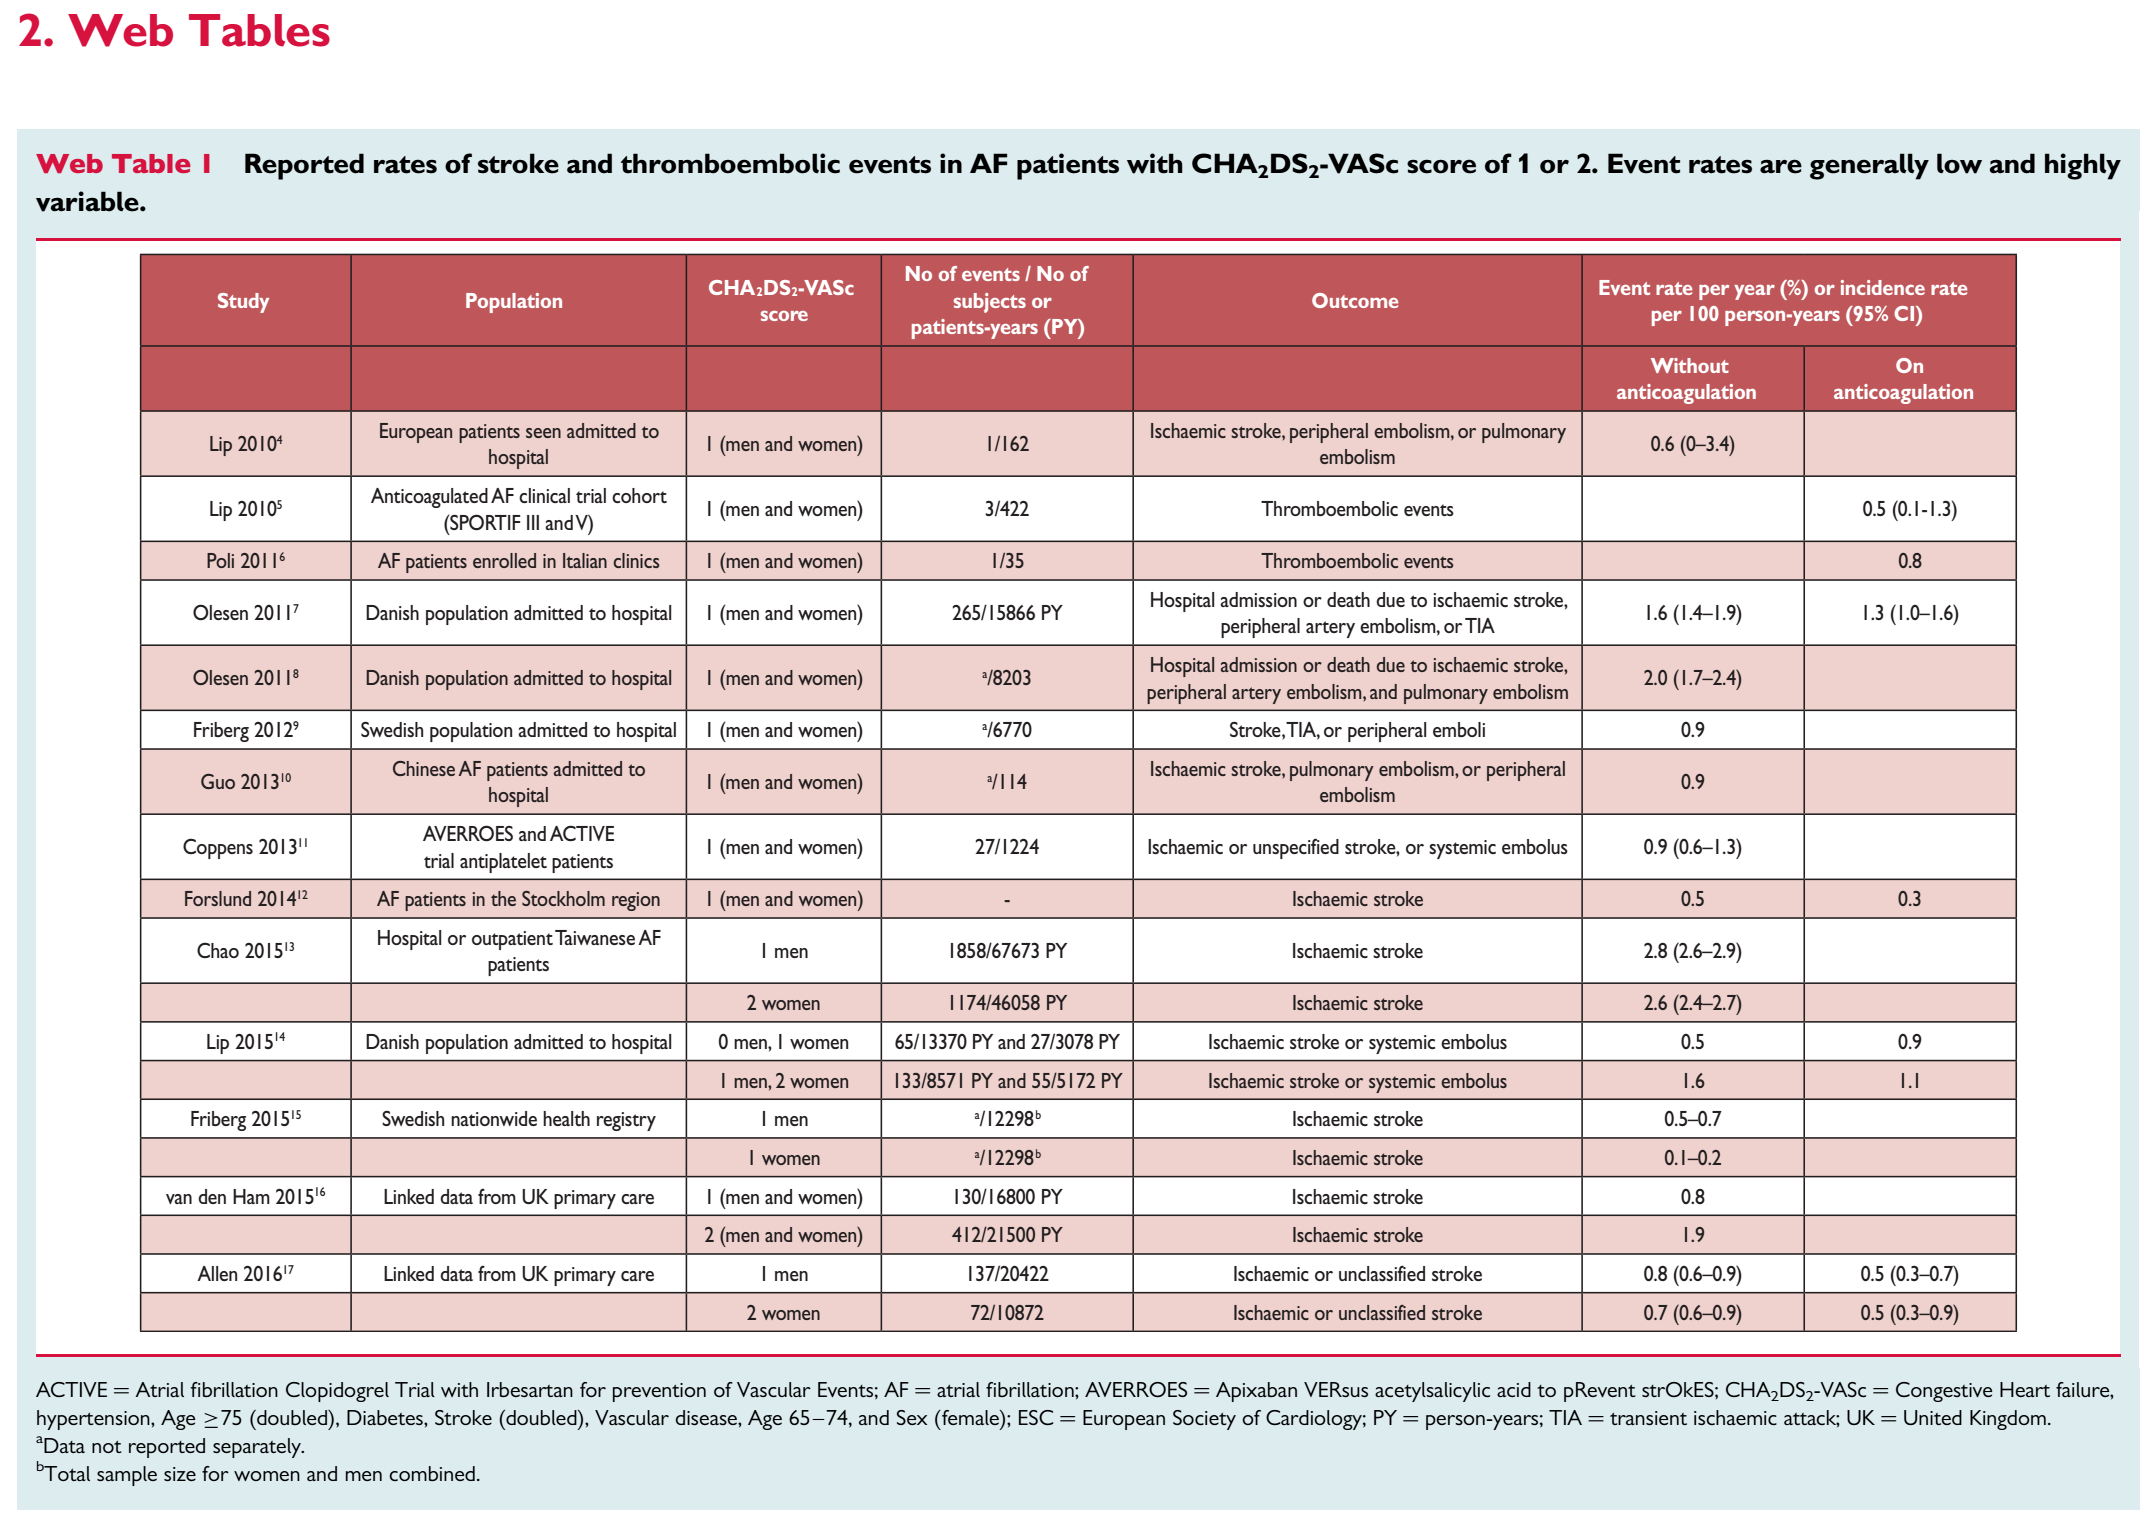 2. Web Tables
Web Table 1 Reported rates of stroke and thromboembolic events in AF patients with CHA₂DS₂-VASc score of 1 or 2. Event rates are generally low and highly
variable.
Study Population CHA₂DS₂-VASc score No of events / No of subjects or patients-years (PY) Outcome Event rate per year (%) or incidence rate per 100 person-years (95% CI)
Without anticoagulation On anticoagulation
Lip 2010⁴ European patients seen admitted to hospital 1 (men and women) 1/162 Ischaemic stroke, peripheral embolism, or pulmonary embolism 0.6 (0–3.4)
Lip 2010⁵ Anticoagulated AF clinical trial cohort (SPORTIF III and V) 1 (men and women) 3/422 Thromboembolic events 0.5 (0.1-1.3)
Poli 2011⁶ AF patients enrolled in Italian clinics 1 (men and women) 1/35 Thromboembolic events 0.8
Olesen 2011⁷ Danish population admitted to hospital 1 (men and women) 265/15866 PY Hospital admission or death due to ischaemic stroke, peripheral artery embolism, or TIA 1.6 (1.4–1.9) 1.3 (1.0–1.6)
Olesen 2011⁸ Danish population admitted to hospital 1 (men and women) ᵃ/8203 Hospital admission or death due to ischaemic stroke, peripheral artery embolism, and pulmonary embolism 2.0 (1.7–2.4)
Friberg 2012⁹ Swedish population admitted to hospital 1 (men and women) ᵃ/6770 Stroke, TIA, or peripheral emboli 0.9
Guo 2013¹⁰ Chinese AF patients admitted to hospital 1 (men and women) ᵃ/114 Ischaemic stroke, pulmonary embolism, or peripheral embolism 0.9
Coppens 2013¹¹ AVERROES and ACTIVE trial antiplatelet patients 1 (men and women) 27/1224 Ischaemic or unspecified stroke, or systemic embolus 0.9 (0.6–1.3)
Forslund 2014¹² AF patients in the Stockholm region 1 (men and women) - Ischaemic stroke 0.5 0.3
Chao 2015¹³ Hospital or outpatient Taiwanese AF patients 1 men 1858/67673 PY Ischaemic stroke 2.8 (2.6–2.9)
2 women 1174/46058 PY Ischaemic stroke 2.6 (2.4–2.7)
Lip 2015¹⁴ Danish population admitted to hospital 0 men, 1 women 65/13370 PY and 27/3078 PY Ischaemic stroke or systemic embolus 0.5 0.9
1 men, 2 women 133/8571 PY and 55/5172 PY Ischaemic stroke or systemic embolus 1.6 1.1
Friberg 2015¹⁵ Swedish nationwide health registry 1 men ᵃ/12298ᵇ Ischaemic stroke 0.5–0.7
1 women ᵃ/12298ᵇ Ischaemic stroke 0.1–0.2
van den Ham 2015¹⁶ Linked data from UK primary care 1 (men and women) 130/16800 PY Ischaemic stroke 0.8
2 (men and women) 412/21500 PY Ischaemic stroke 1.9
Allen 2016¹⁷ Linked data from UK primary care 1 men 137/20422 Ischaemic or unclassified stroke 0.8 (0.6–0.9) 0.5 (0.3–0.7)
2 women 72/10872 Ischaemic or unclassified stroke 0.7 (0.6–0.9) 0.5 (0.3–0.9)
ACTIVE = Atrial fibrillation Clopidogrel Trial with Irbesartan for prevention of Vascular Events; AF = atrial fibrillation; AVERROES = Apixaban VERsus acetylsalicylic acid to pRevent strOkES; CHA₂DS₂-VASc = Congestive Heart failure,
hypertension, Age ≥75 (doubled), Diabetes, Stroke (doubled), Vascular disease, Age 65–74, and Sex (female); ESC = European Society of Cardiology; PY = person-years; TIA = transient ischaemic attack; UK = United Kingdom.
ᵃData not reported separately.
ᵇTotal sample size for women and men combined.